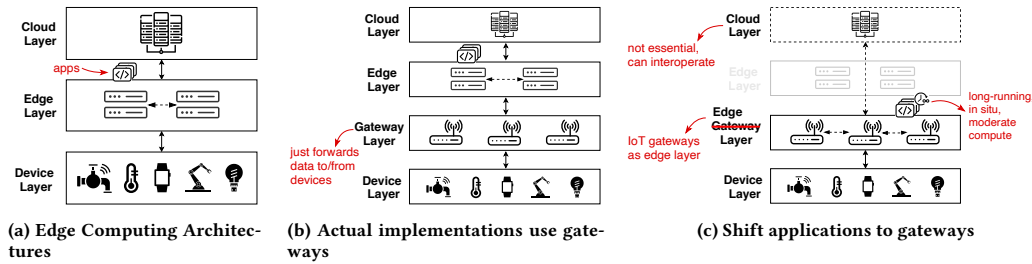 Cloud
Layer
apps
</>
Edge
Layer
Device
Layer
(a) Edge Computing Architec-
tures
Cloud
Layer
</>
Edge
Layer
Gateway
Layer
just forwards
data to/from
devices
Device
Layer
(b) Actual implementations use gate-
ways
Cloud
Layer
not essential,
can interoperate
Edge
Layer
</>
long-running
in situ,
moderate
compute
Edge
Gateway
Layer
IoT gateways
as edge layer
Device
Layer
(c) Shift applications to gateways